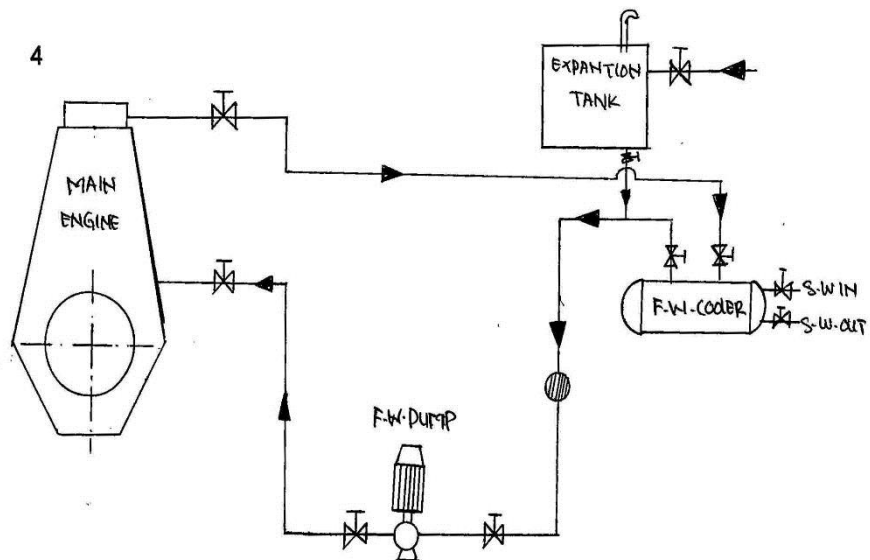 4
EXPANTION
TANK
MAIN
ENGINE
S.W IN
F.W.COOLER
S.W.OUT
F.W.PUMP